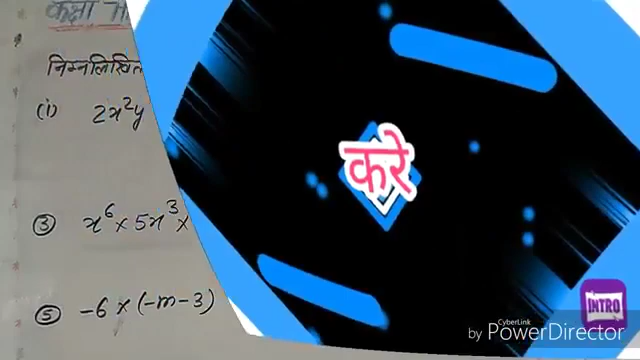 कक्षा
निम्नलिखित
(i) 2x²y
③ x⁶ × 5x³ ×
⑤ -6 × (-m - 3)
करे
INTRO
CyberLink
by PowerDirector